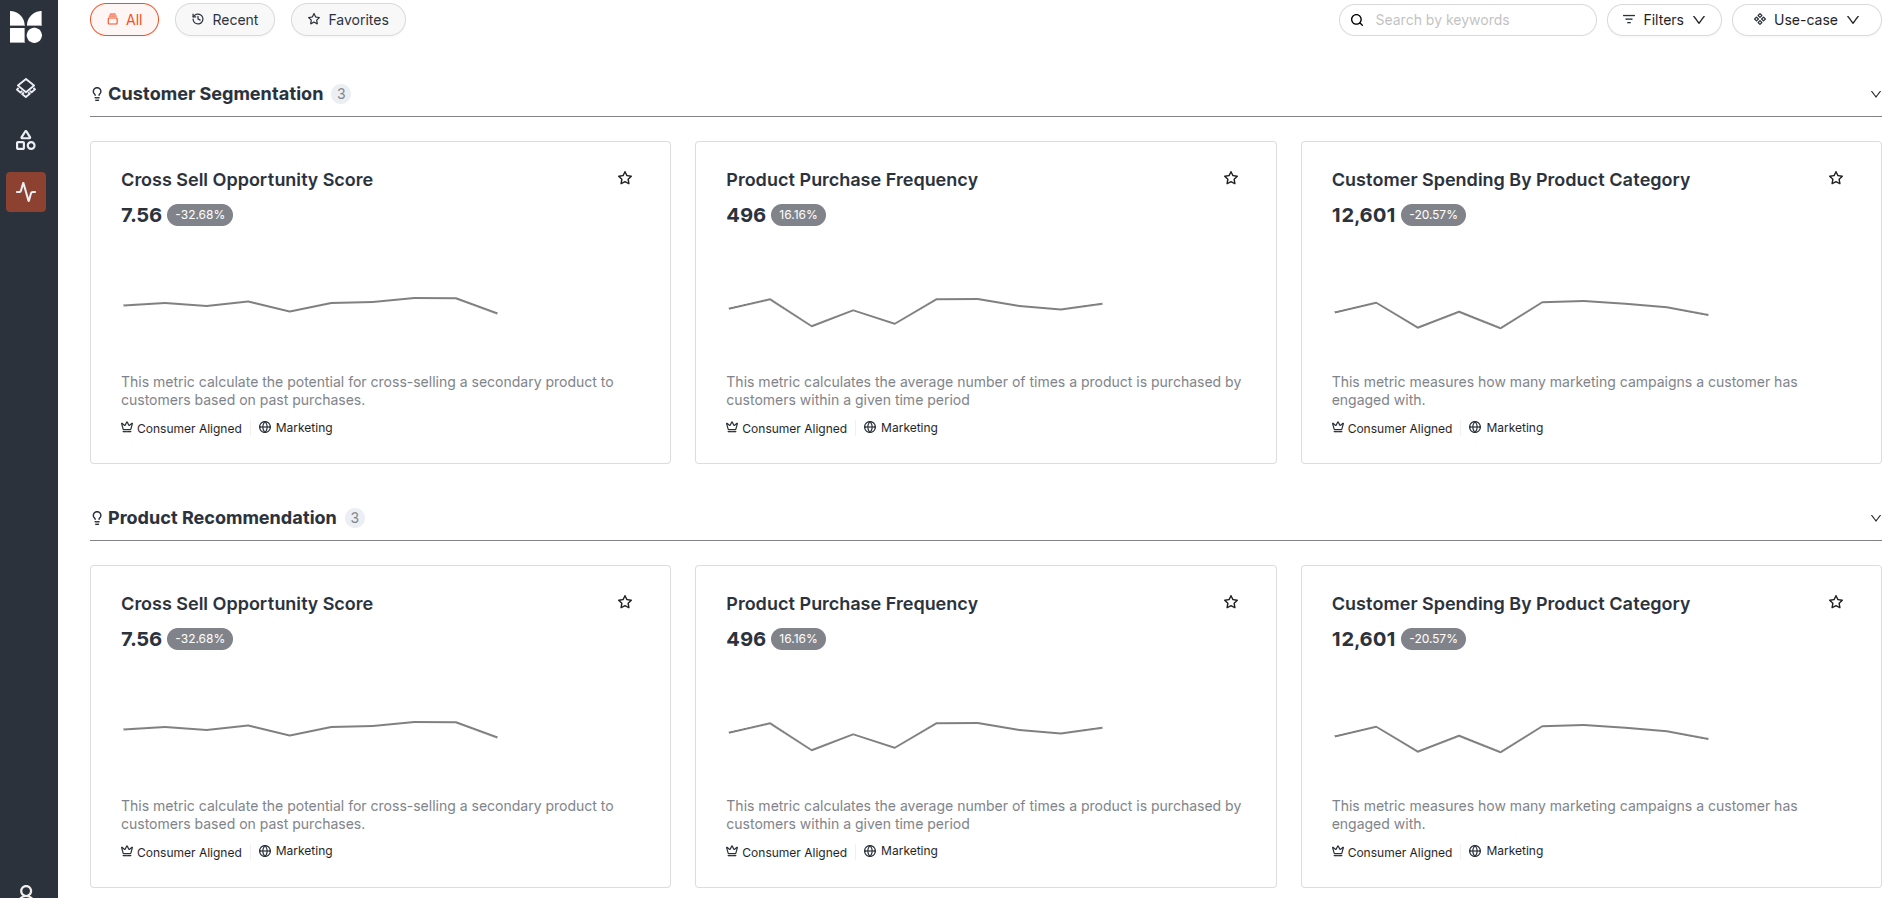 All
Recent
Favorites
Search by keywords
Filters
Use-case
Customer Segmentation 3
Cross Sell Opportunity Score
7.56 -32.68%
This metric calculate the potential for cross-selling a secondary product to
customers based on past purchases.
Consumer Aligned
Marketing
Product Purchase Frequency
496 16.16%
This metric calculates the average number of times a product is purchased by
customers within a given time period
Consumer Aligned
Marketing
Customer Spending By Product Category
12,601 -20.57%
This metric measures how many marketing campaigns a customer has
engaged with.
Consumer Aligned
Marketing
Product Recommendation 3
Cross Sell Opportunity Score
7.56 -32.68%
This metric calculate the potential for cross-selling a secondary product to
customers based on past purchases.
Consumer Aligned
Marketing
Product Purchase Frequency
496 16.16%
This metric calculates the average number of times a product is purchased by
customers within a given time period
Consumer Aligned
Marketing
Customer Spending By Product Category
12,601 -20.57%
This metric measures how many marketing campaigns a customer has
engaged with.
Consumer Aligned
Marketing